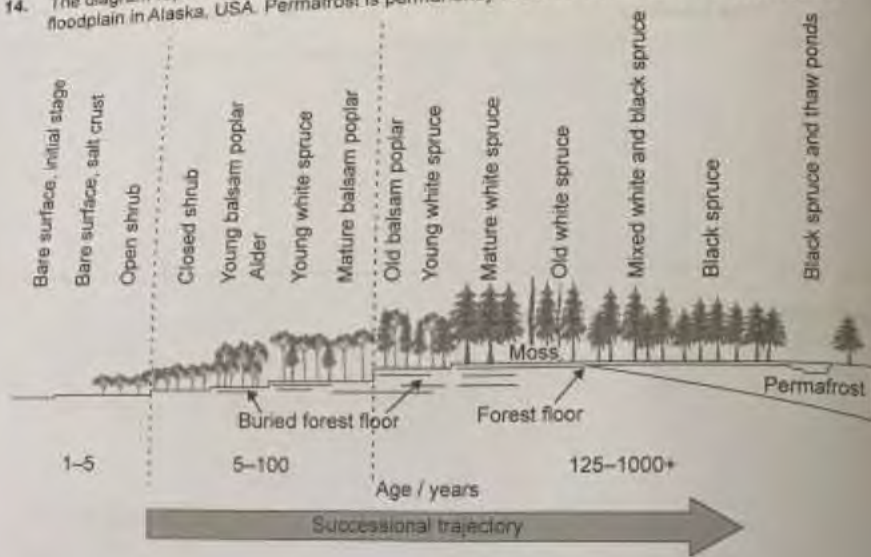 14. The
floodplain in Alaska, USA. Permafrost is
Bare surface, initial stage
Bare surface, salt crust
Open shrub
Closed shrub
Young balsam poplar
Alder
Young white spruce
Mature balsam poplar
Old balsam poplar
Young white spruce
Mature white spruce
Old white spruce
Mixed white and black spruce
Black spruce
Black spruce and thaw ponds
Moss
Permafrost
Buried forest floor
Forest floor
1–5
5–100
125–1000+
Age / years
Successional trajectory